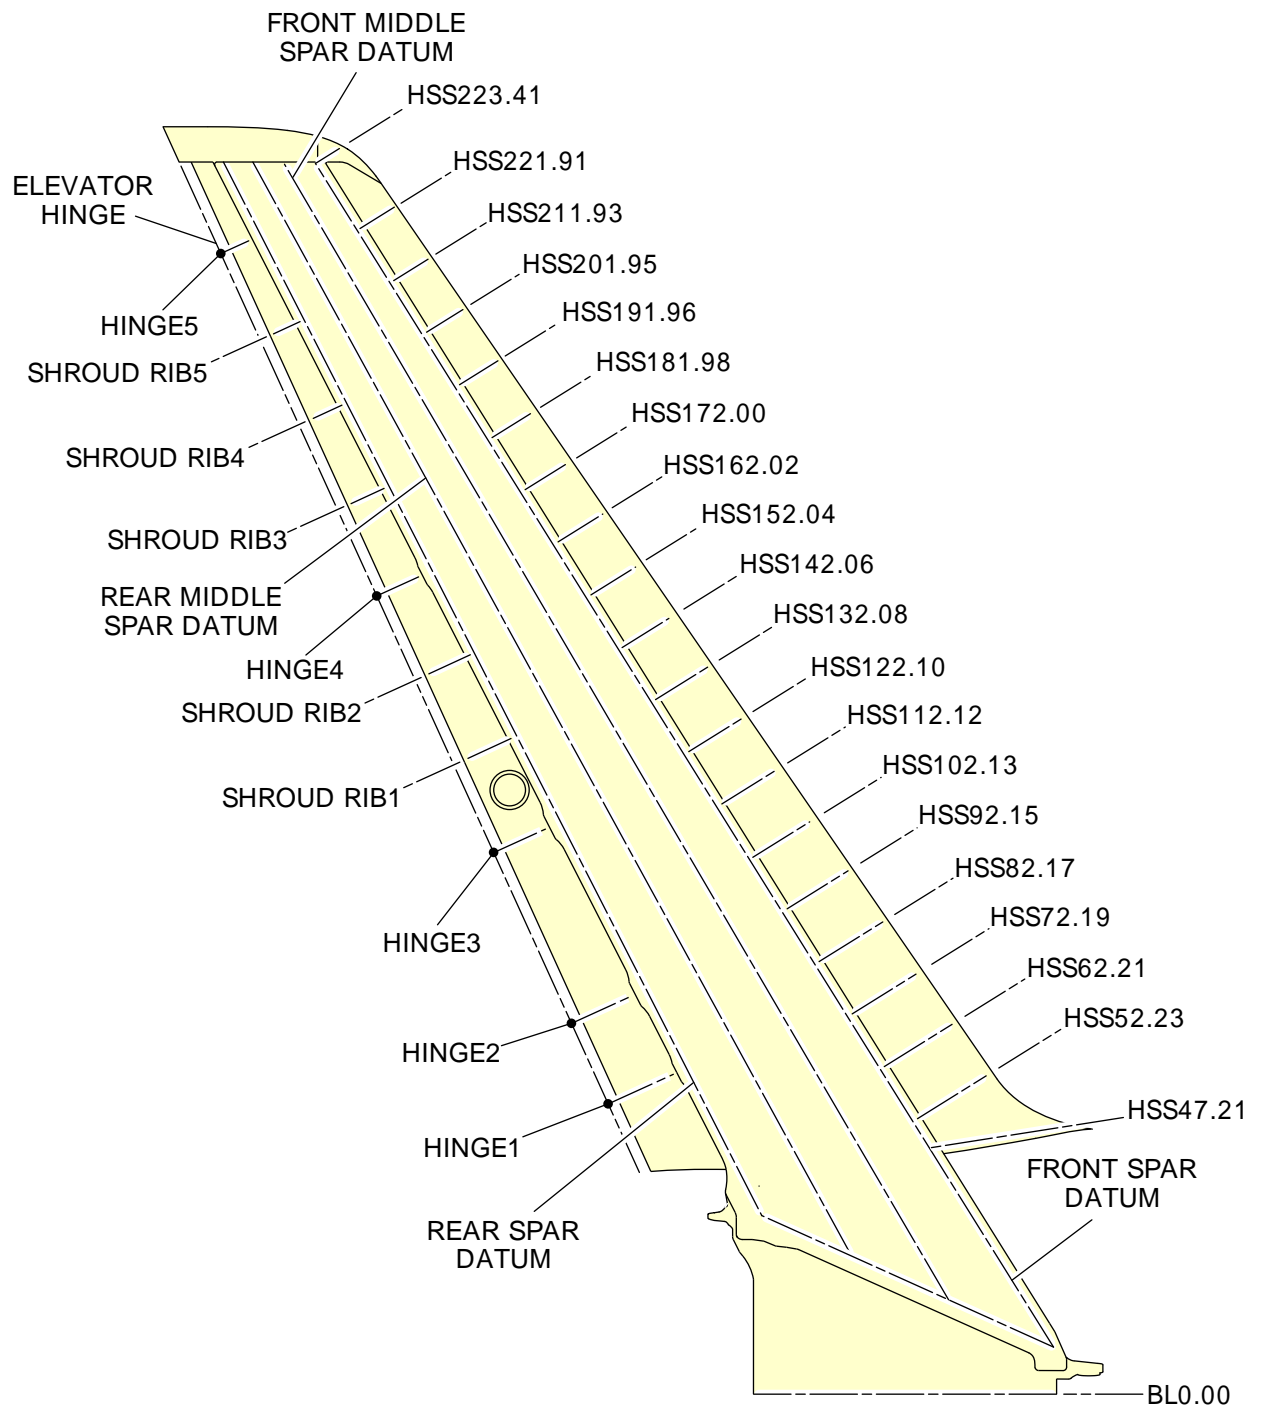 FRONT MIDDLE
SPAR DATUM
HSS223.41
HSS221.91
ELEVATOR
HINGE
HSS211.93
HSS201.95
HSS191.96
HINGE5
HSS181.98
SHROUD RIB5
HSS172.00
SHROUD RIB4
HSS162.02
HSS152.04
SHROUD RIB3
HSS142.06
REAR MIDDLE
SPAR DATUM
HSS132.08
HINGE4
HSS122.10
SHROUD RIB2
HSS112.12
HSS102.13
SHROUD RIB1
HSS92.15
HSS82.17
HSS72.19
HINGE3
HSS62.21
HSS52.23
HINGE2
HSS47.21
HINGE1
FRONT SPAR
DATUM
REAR SPAR
DATUM
BL0.00